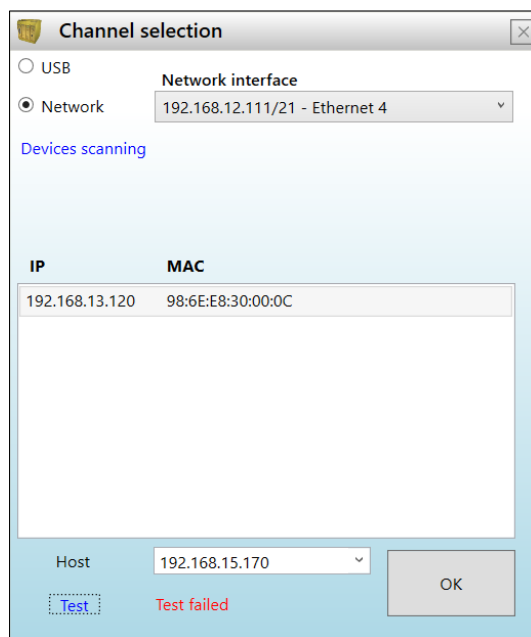 Channel selection
USB
Network interface
Network
192.168.12.111/21 - Ethernet 4
Devices scanning
IP MAC
192.168.13.120 98:6E:E8:30:00:0C
Host 192.168.15.170
OK
Test Test failed